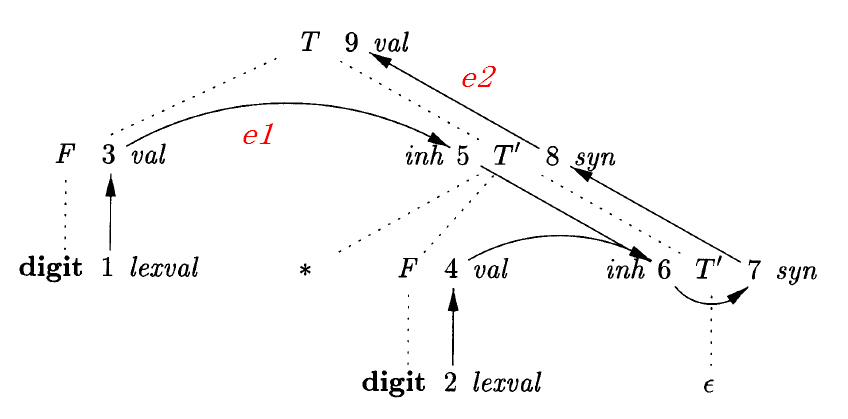 T 9 val
e2
e1
F 3 val inh 5 T′ 8 syn
digit 1 lexval * F 4 val inh 6 T′ 7 syn
digit 2 lexval ϵ